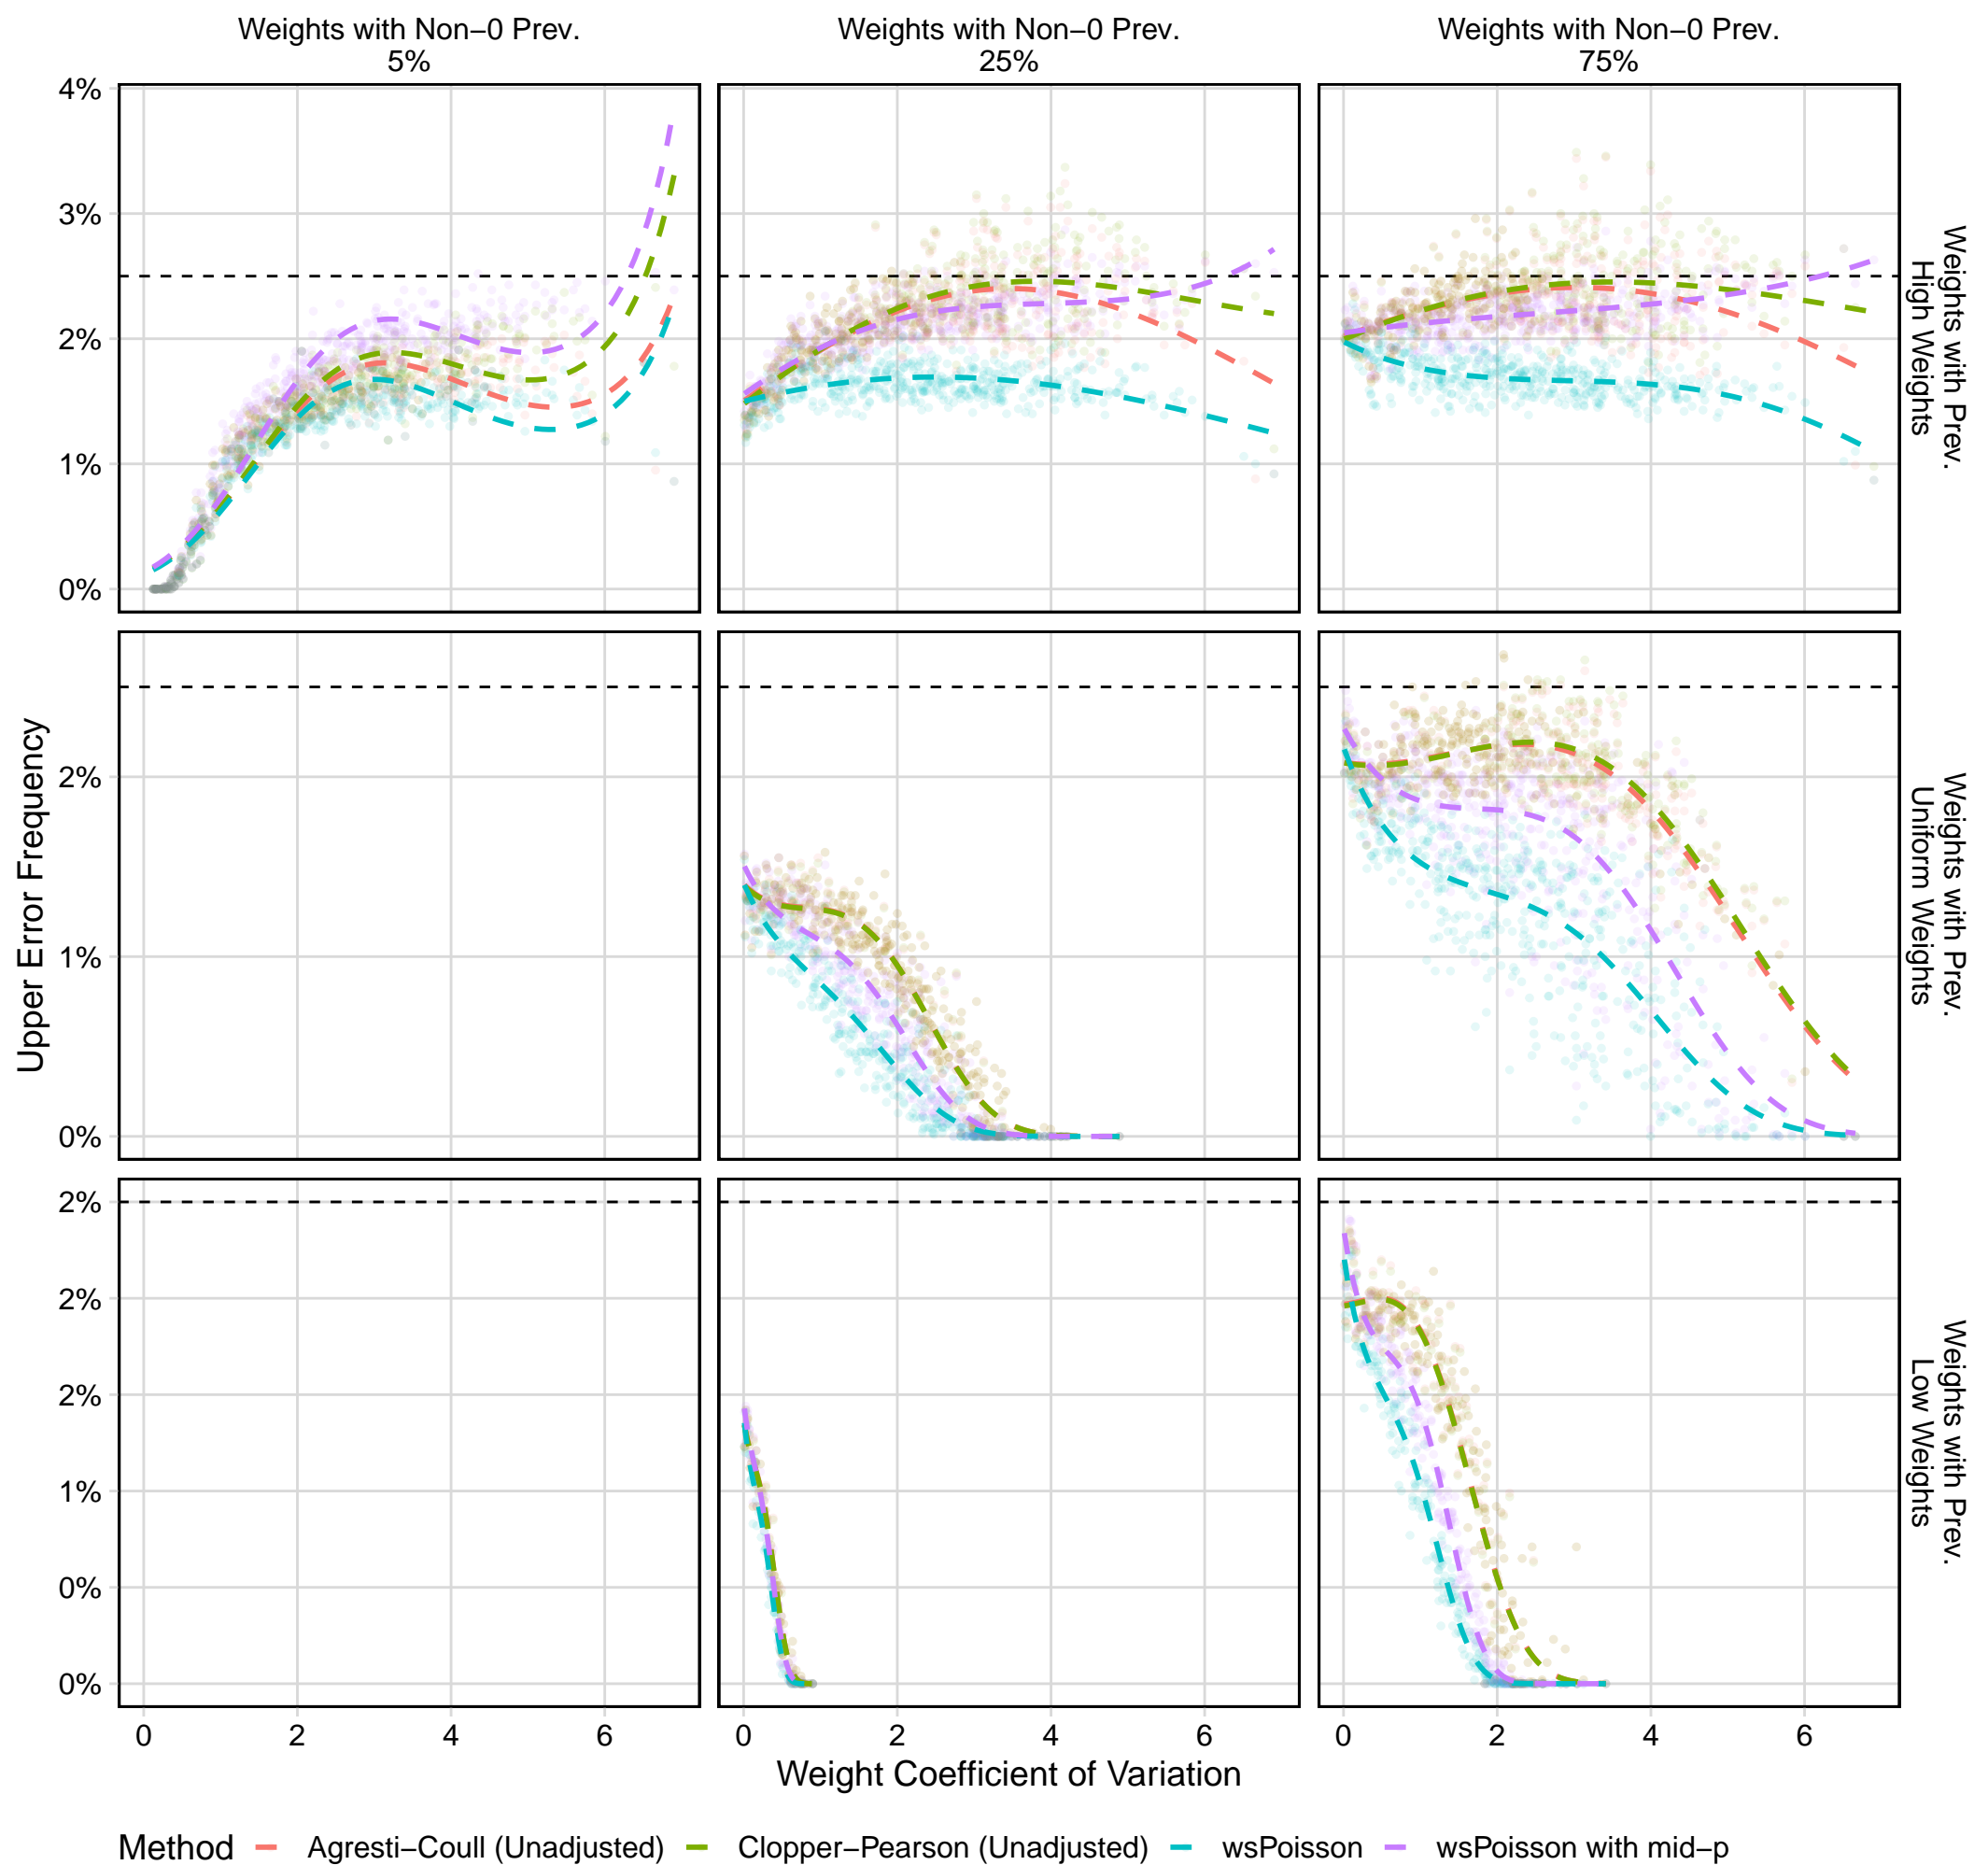 Weights with Non−0 Prev.
5%
Weights with Non−0 Prev.
25%
Weights with Non−0 Prev.
75%
4%
3%
2%
1%
0%
Weights with Prev.
High Weights
2%
1%
0%
Weights with Prev.
Uniform Weights
2%
2%
2%
1%
0%
0%
Weights with Prev.
Low Weights
Upper Error Frequency
0 2 4 6
0 2 4 6
0 2 4 6
Weight Coefficient of Variation
Method Agresti−Coull (Unadjusted) Clopper−Pearson (Unadjusted) wsPoisson wsPoisson with mid−p